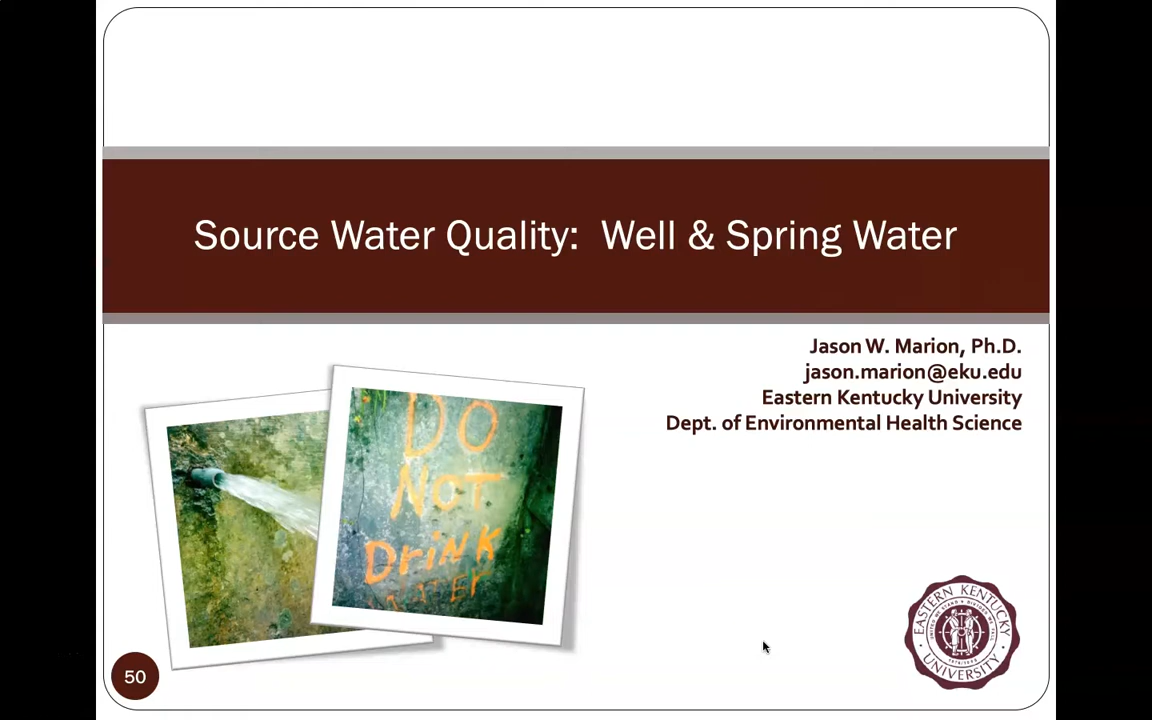 Source Water Quality: Well & Spring Water
Jason W. Marion, Ph.D.
jason.marion@eku.edu
Eastern Kentucky University
Dept. of Environmental Health Science
DO
NOT
DrinK
EASTERN KENTUCKY
UNIVERSITY
50